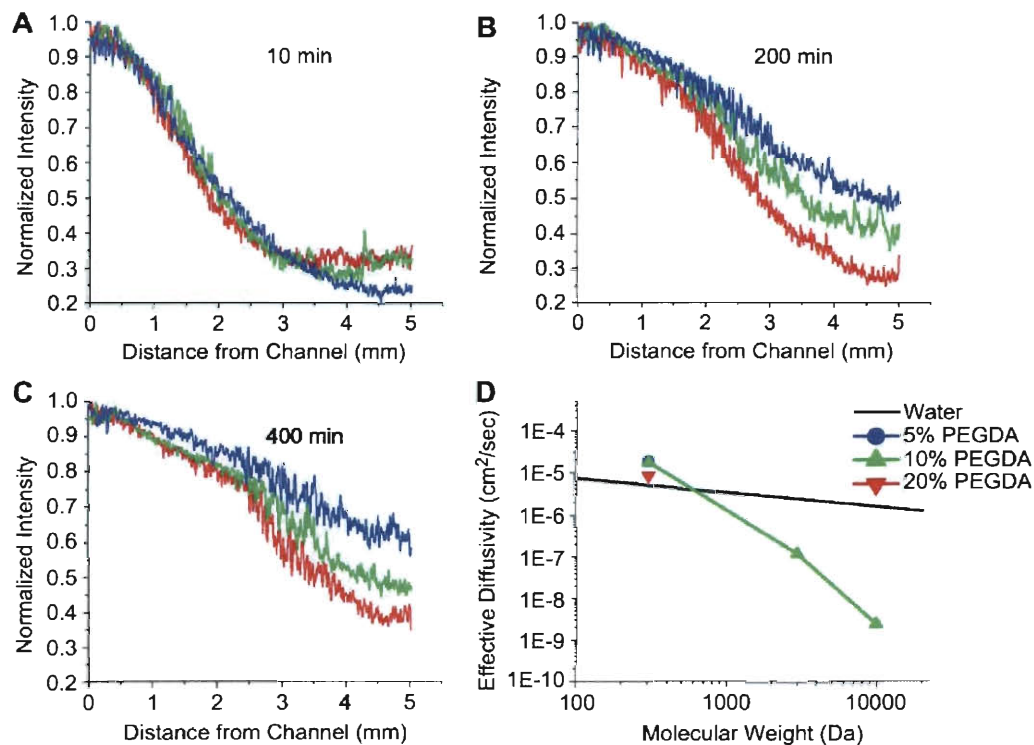 A
10 min
1.0
0.9
0.8
0.7
0.6
0.5
0.4
0.3
0.2
Normalized Intensity
0 1 2 3 4 5
Distance from Channel (mm)
B
200 min
1.0
0.9
0.8
0.7
0.6
0.5
0.4
0.3
0.2
Normalized Intensity
0 1 2 3 4 5
Distance from Channel (mm)
C
400 min
1.0
0.9
0.8
0.7
0.6
0.5
0.4
0.3
0.2
Normalized Intensity
0 1 2 3 4 5
Distance from Channel (mm)
D
Water
5% PEGDA
10% PEGDA
20% PEGDA
1E-4
1E-5
1E-6
1E-7
1E-8
1E-9
1E-10
Effective Diffusivity (cm²/sec)
100 1000 10000
Molecular Weight (Da)